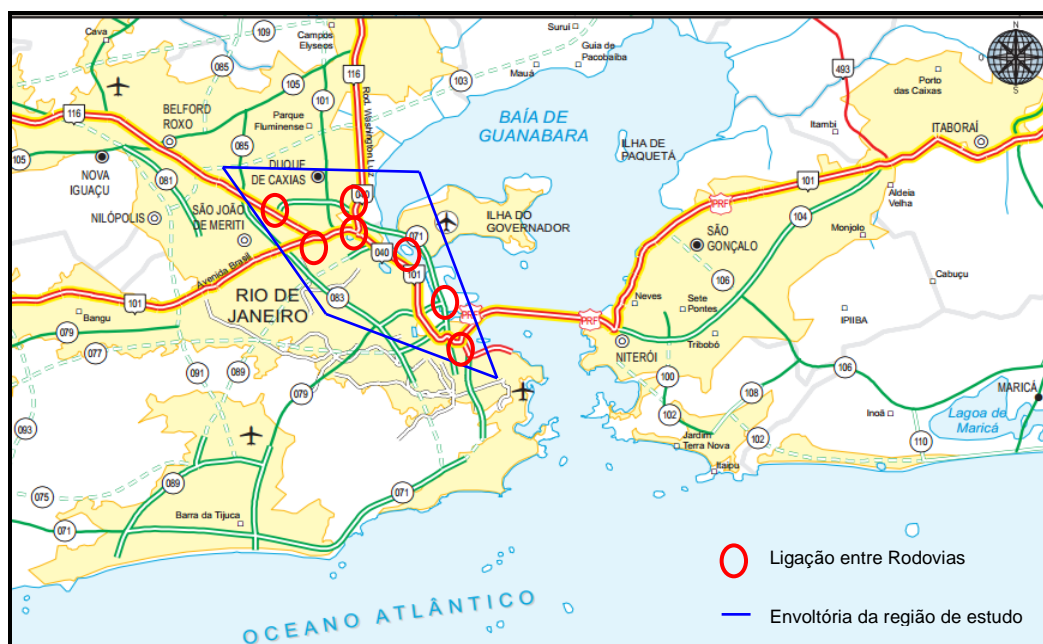 Cava
109
Campos
Elyseos
Suruí
Guia de
Pacobaíba
N
S
085
116
103
493
Mauá
Porto
das Caixas
105
101
Rod. Washington Luz
BAÍA DE
GUANABARA
116
BELFORD
ROXO
Parque
Fluminense
Itambi
ITABORAÍ
085
ILHA DE
PAQUETÁ
105
NOVA
IGUAÇU
081
DUQUE
DE CAXIAS
040
101
Aldeia
Velha
NILÓPOLIS
SÃO JOÃO
DE MERITI
PRF
104
071
ILHA DO
GOVERNADOR
SÃO
GONÇALO
Monjolo
040
Avenida Brasil
101
106
Cabuçu
101
RIO DE
JANEIRO
083
Neves
Sete
Pontes
Bangu
PRF
PRF
IPIIBA
079
Tribobó
077
NITERÓI
091
089
100
106
079
108
MARICÁ
093
102
Inoã
Lagoa de
Maricá
Jardim
Terra Nova
102
110
075
089
071
Itaipu
071
Barra da Tijuca
Ligação entre Rodovias
OCEANO ATLÂNTICO
Envoltória da região de estudo